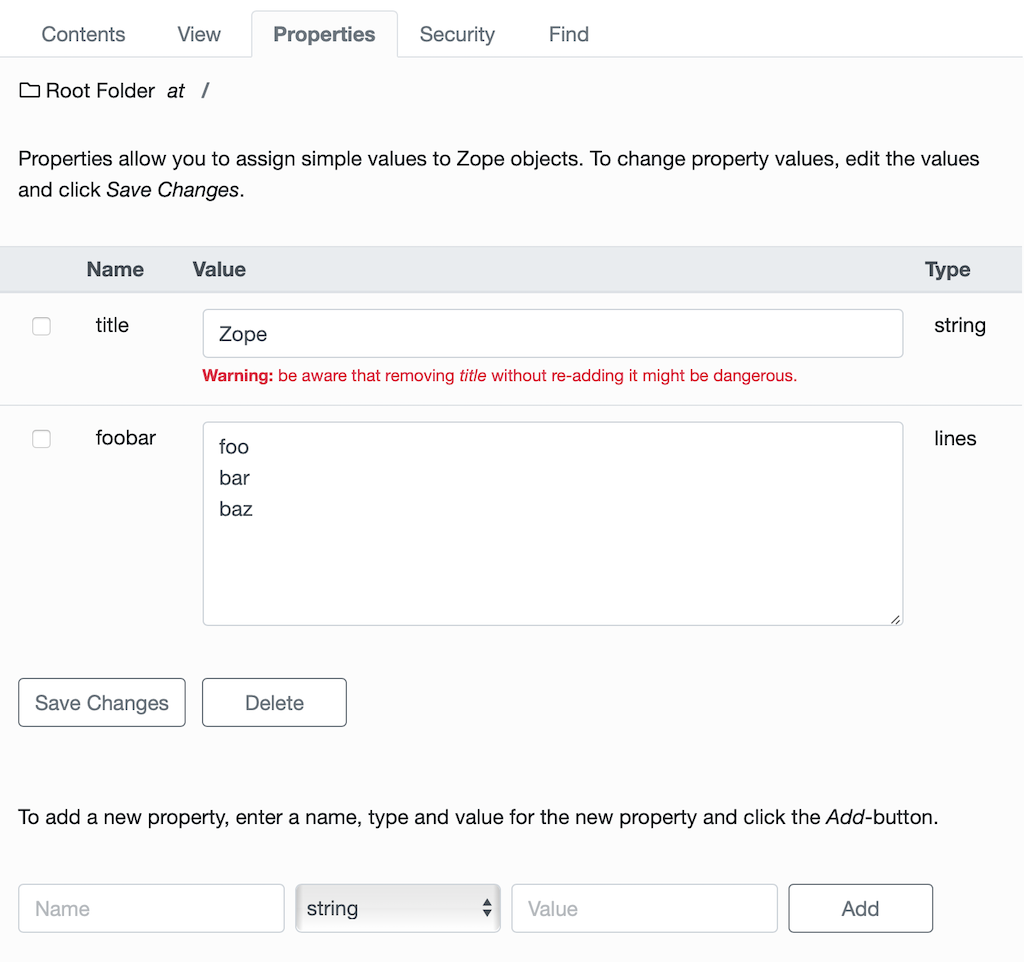 Contents View Properties Security Find
Root Folder at /
Properties allow you to assign simple values to Zope objects. To change property values, edit the values
and click Save Changes.
Name Value Type
title Zope string
Warning: be aware that removing title without re-adding it might be dangerous.
foobar foo lines
bar
baz
Save Changes Delete
To add a new property, enter a name, type and value for the new property and click the Add-button.
Name string Value Add